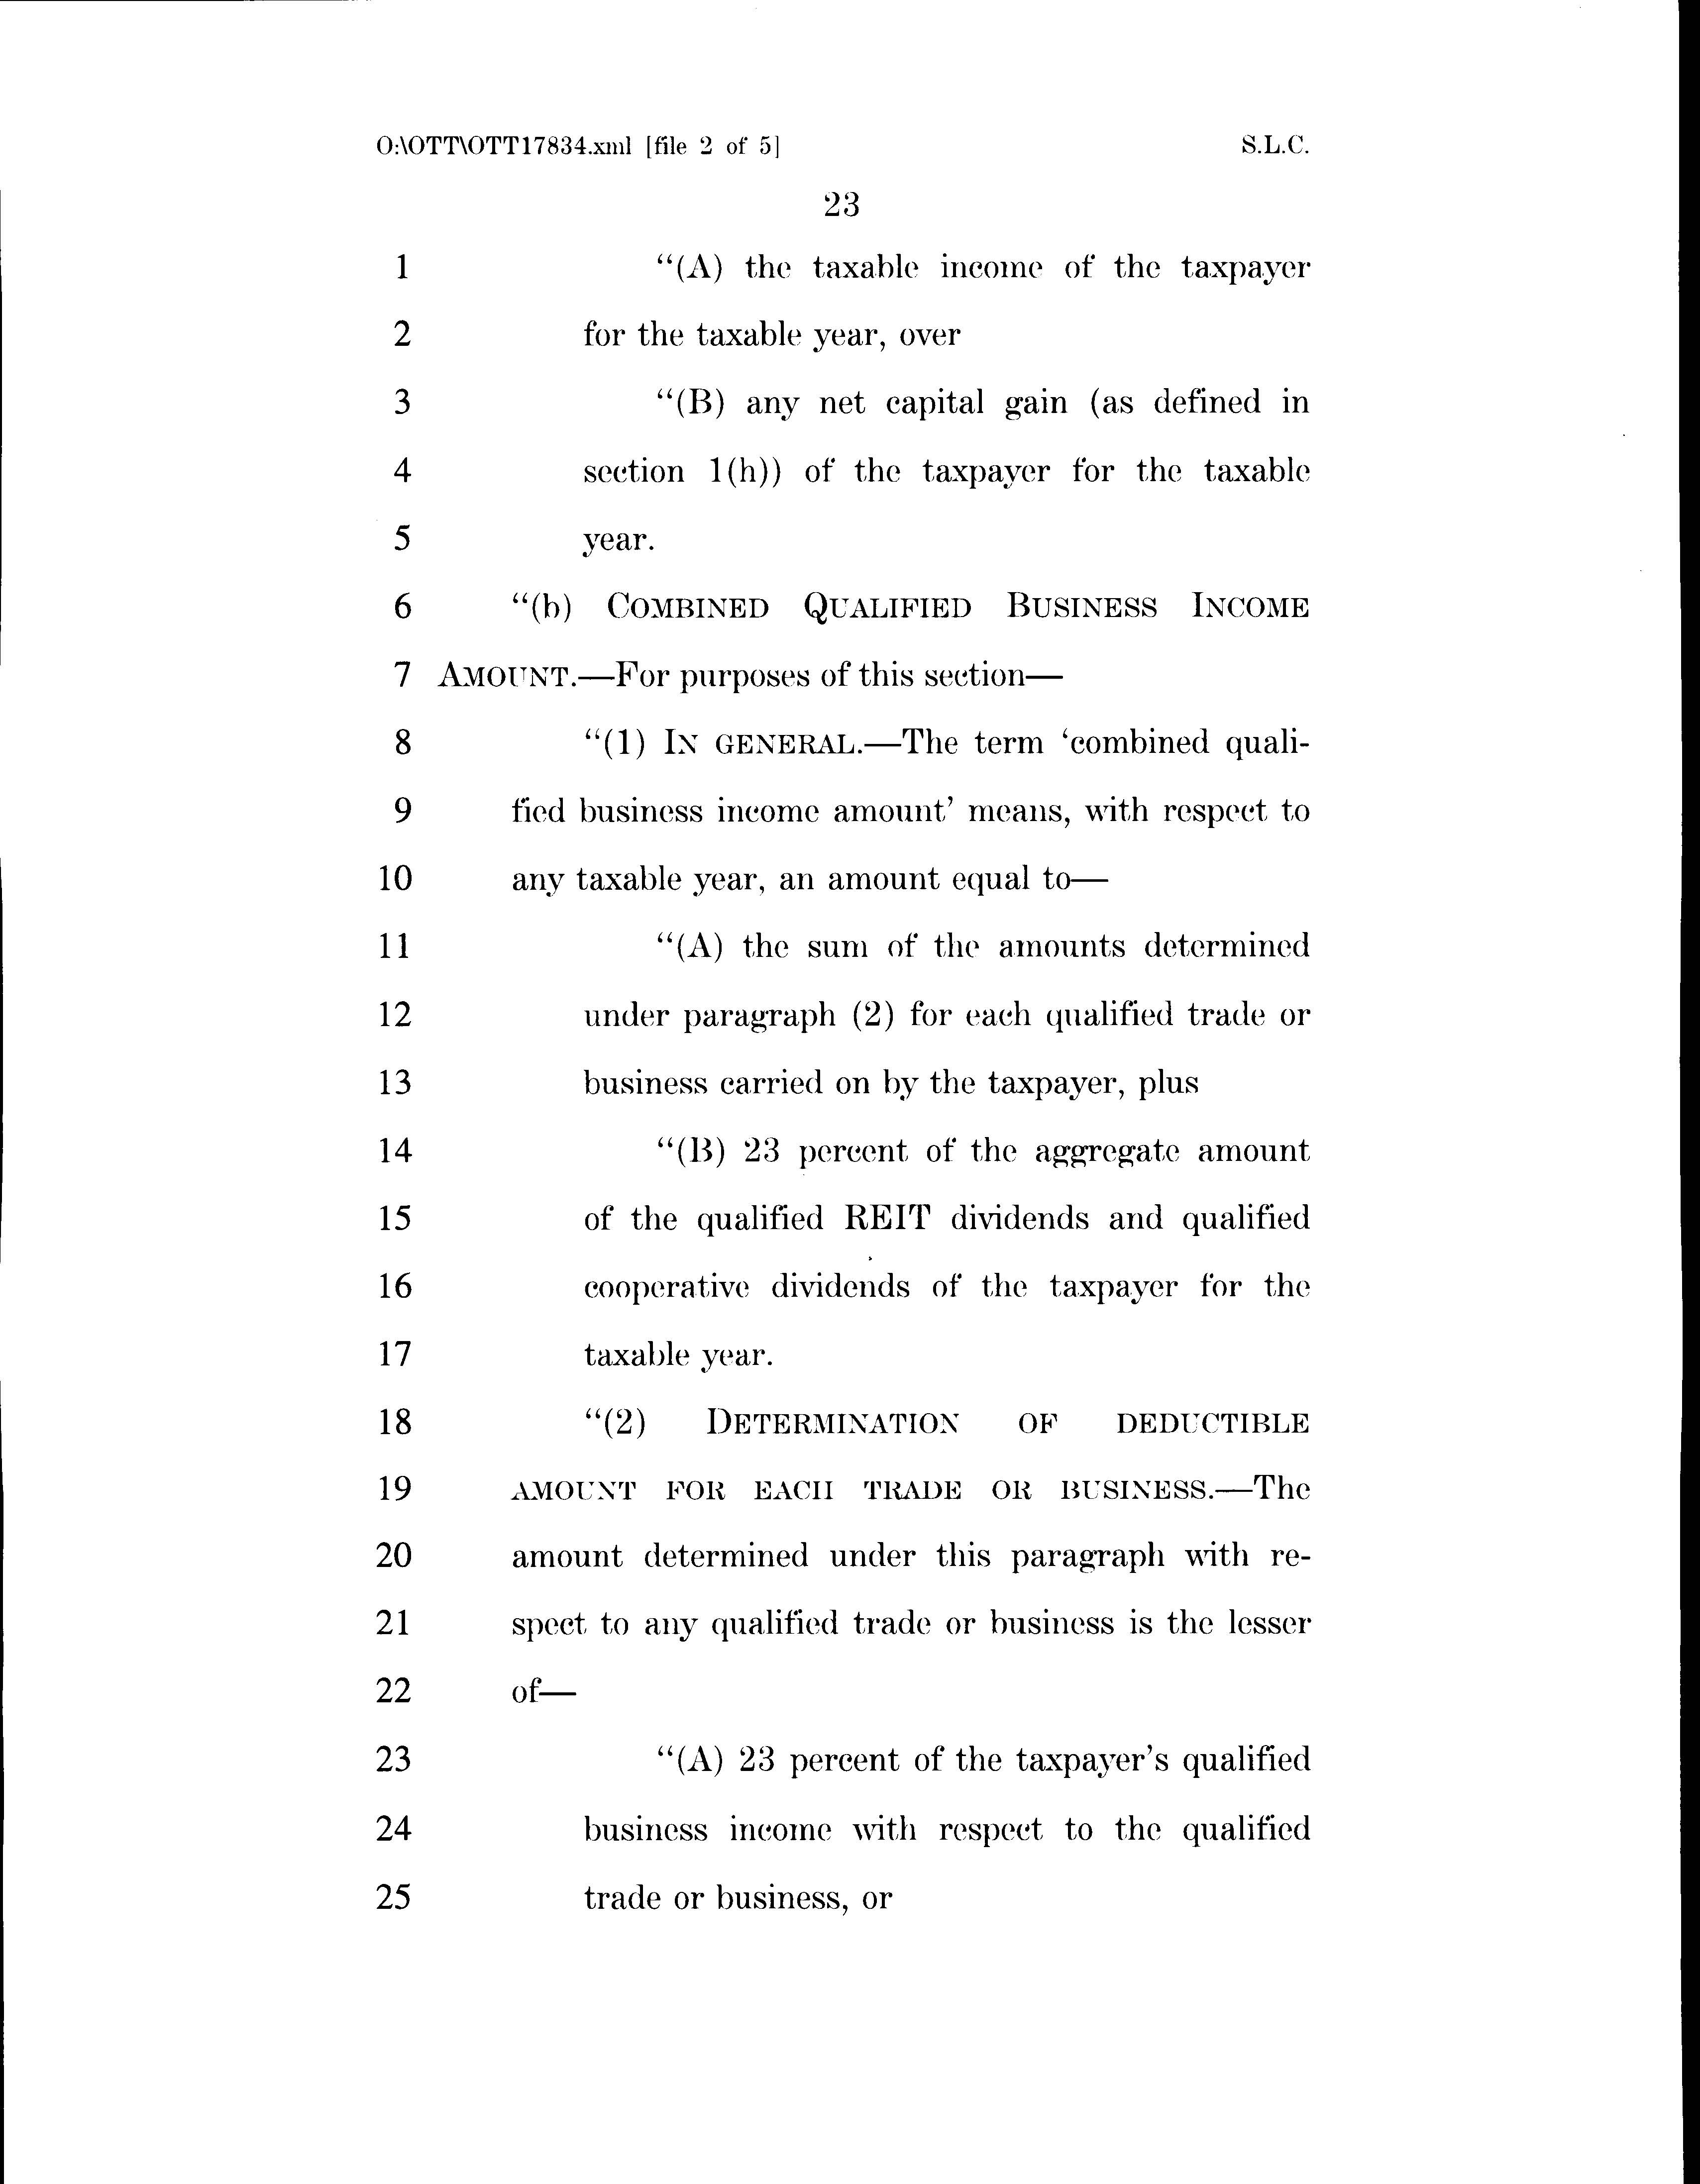 O:\OTT\OTT17834.xml [file 2 of 5] S.L.C.
23
1 “(A) the taxable income of the taxpayer
2 for the taxable year, over
3 “(B) any net capital gain (as defined in
4 section 1(h)) of the taxpayer for the taxable
5 year.
6 “(b) COMBINED QUALIFIED BUSINESS INCOME
7 AMOUNT.—For purposes of this section—
8 “(1) IN GENERAL.—The term ‘combined quali-
9 fied business income amount’ means, with respect to
10 any taxable year, an amount equal to—
11 “(A) the sum of the amounts determined
12 under paragraph (2) for each qualified trade or
13 business carried on by the taxpayer, plus
14 “(B) 23 percent of the aggregate amount
15 of the qualified REIT dividends and qualified
16 cooperative dividends of the taxpayer for the
17 taxable year.
18 “(2) DETERMINATION OF DEDUCTIBLE
19 AMOUNT FOR EACH TRADE OR BUSINESS.—The
20 amount determined under this paragraph with re-
21 spect to any qualified trade or business is the lesser
22 of—
23 “(A) 23 percent of the taxpayer’s qualified
24 business income with respect to the qualified
25 trade or business, or